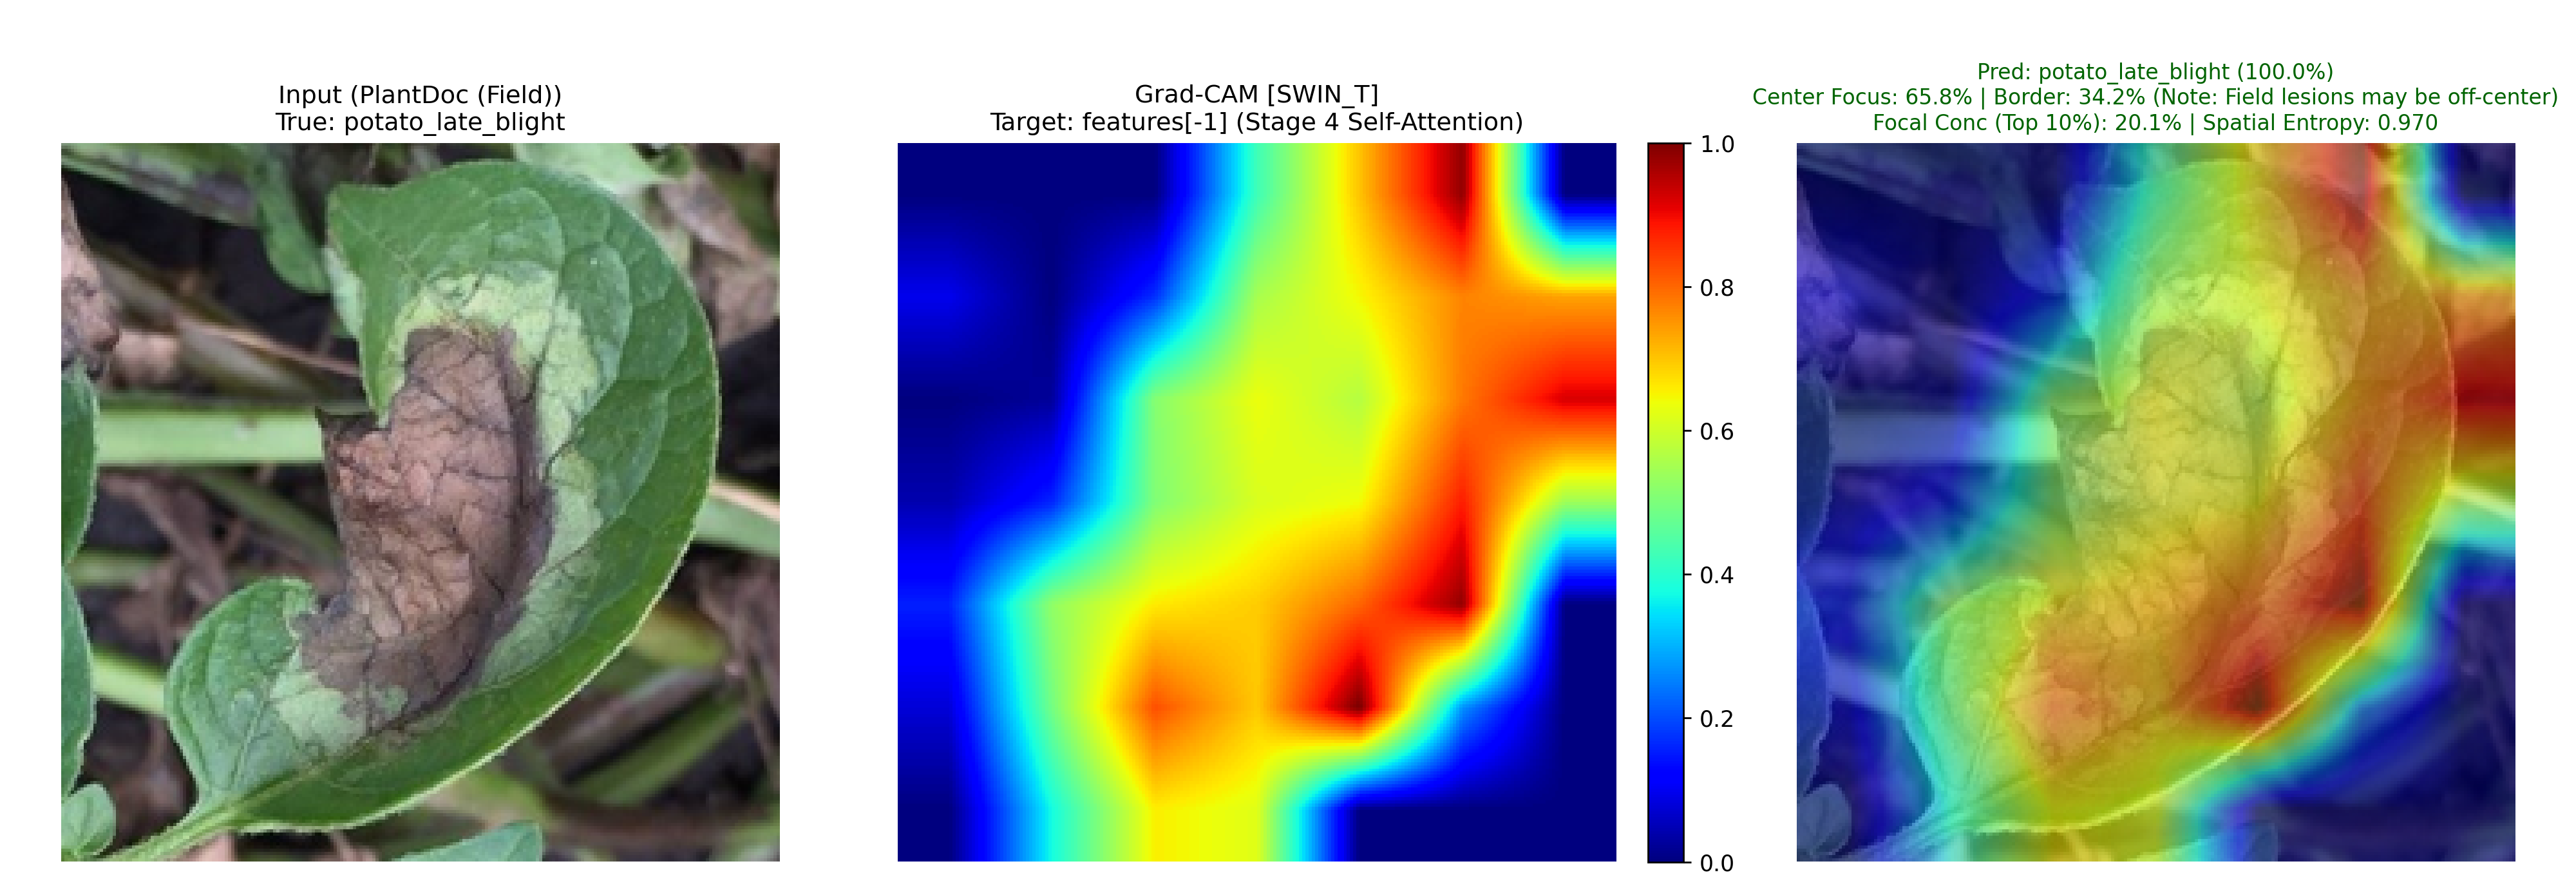 Input (PlantDoc (Field))
True: potato_late_blight
Grad-CAM [SWIN_T]
Target: features[-1] (Stage 4 Self-Attention)
1.0
0.8
0.6
0.4
0.2
0.0
Pred: potato_late_blight (100.0%)
Center Focus: 65.8% | Border: 34.2% (Note: Field lesions may be off-center)
Focal Conc (Top 10%): 20.1% | Spatial Entropy: 0.970